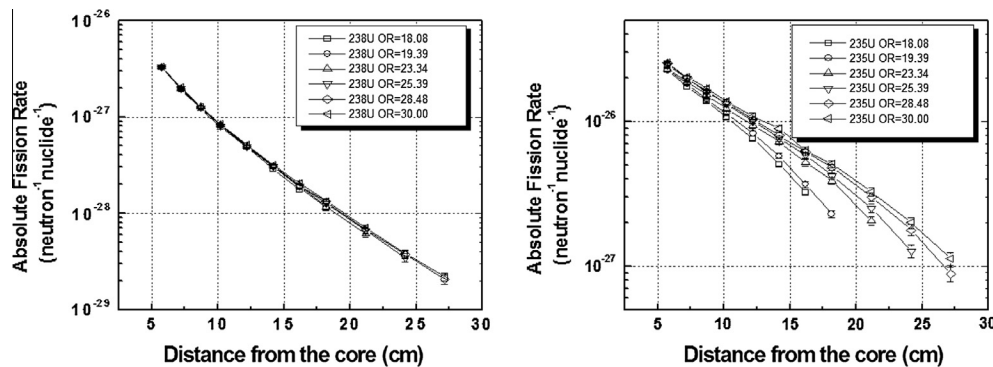 Absolute Fission Rate
(neutron⁻¹nuclide⁻¹)
10⁻²⁶
10⁻²⁷
10⁻²⁸
10⁻²⁹
5
10
15
20
25
30
Distance from the core (cm)
238U OR=18.08
238U OR=19.39
238U OR=23.34
238U OR=25.39
238U OR=28.48
238U OR=30.00
Absolute Fission Rate
(neutron⁻¹nuclide⁻¹)
10⁻²⁶
10⁻²⁷
5
10
15
20
25
30
Distance from the core (cm)
235U OR=18.08
235U OR=19.39
235U OR=23.34
235U OR=25.39
235U OR=28.48
235U OR=30.00